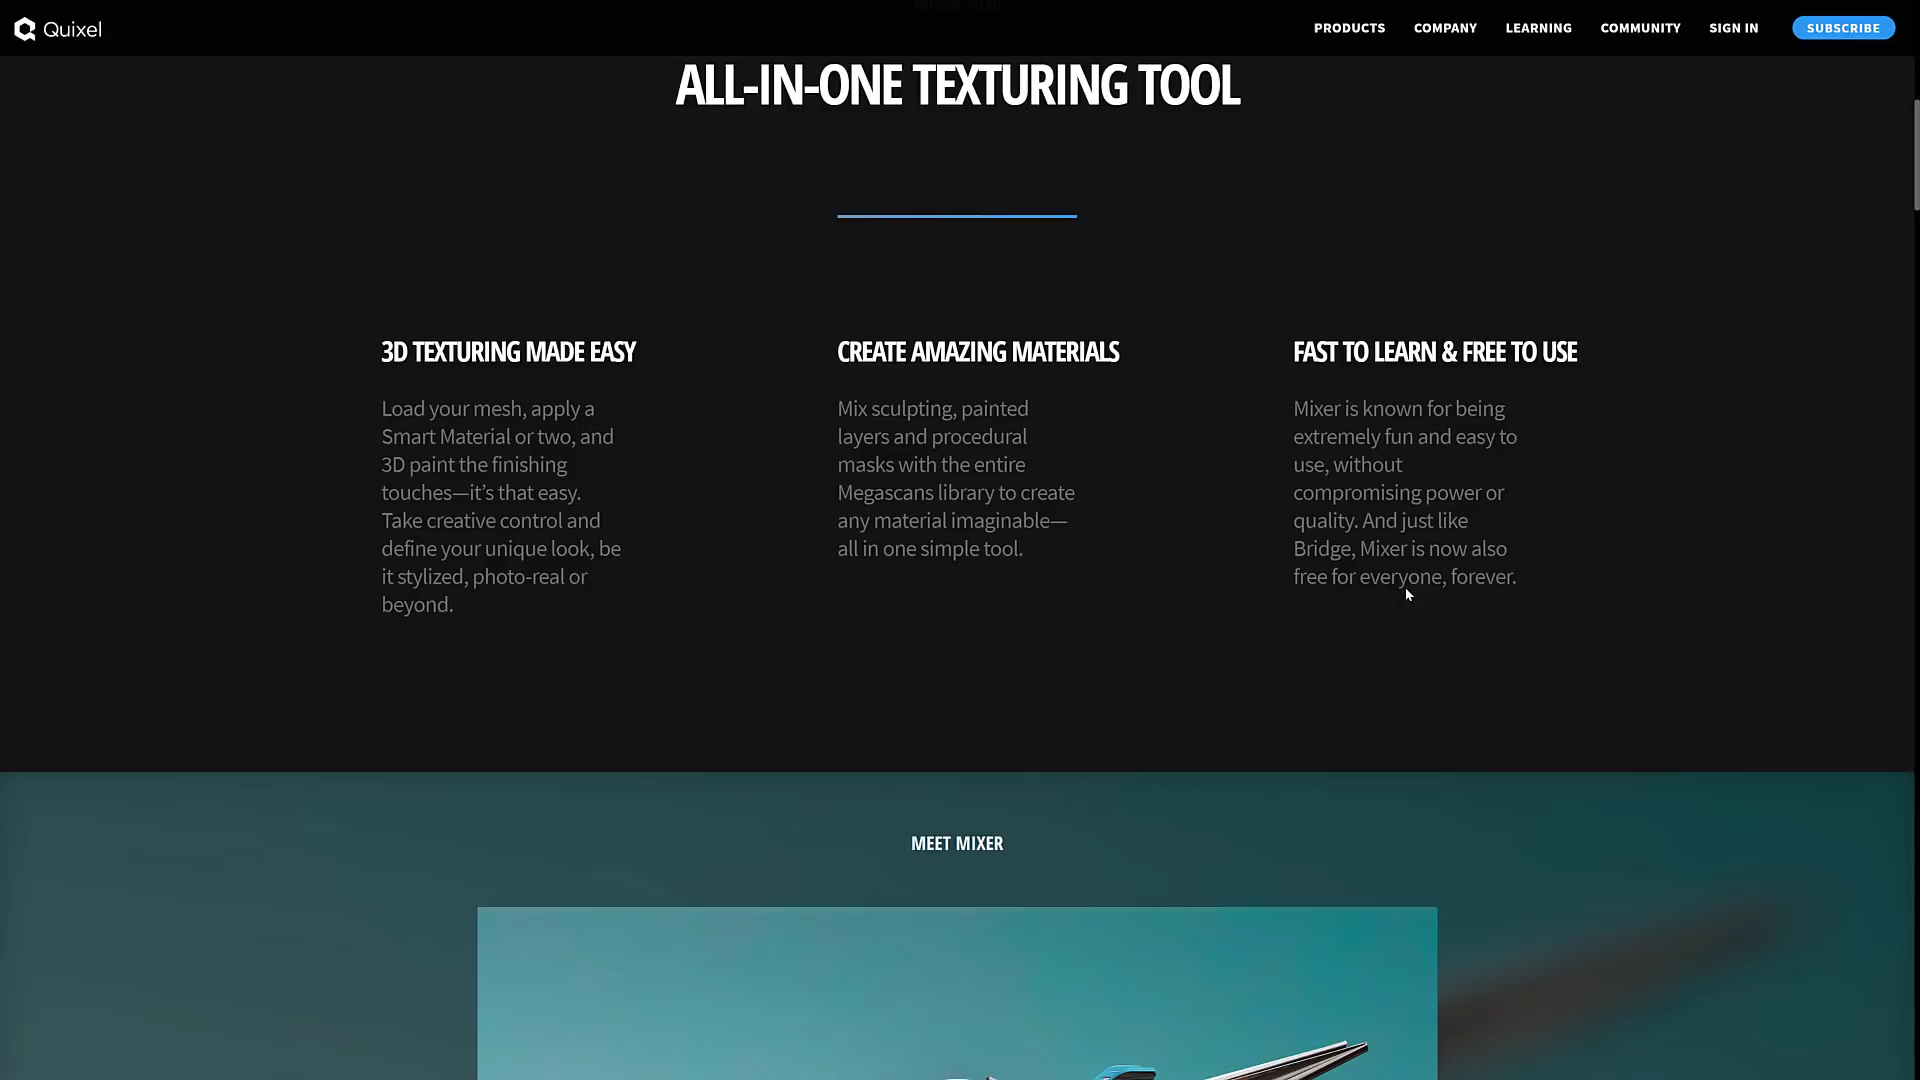 Quixel
PRODUCTS
COMPANY
LEARNING
COMMUNITY
SIGN IN
SUBSCRIBE
ALL-IN-ONE TEXTURING TOOL
3D TEXTURING MADE EASY
Load your mesh, apply a
Smart Material or two, and
3D paint the finishing
touches—it’s that easy.
Take creative control and
define your unique look, be
it stylized, photo-real or
beyond.
CREATE AMAZING MATERIALS
Mix sculpting, painted
layers and procedural
masks with the entire
Megascans library to create
any material imaginable—
all in one simple tool.
FAST TO LEARN & FREE TO USE
Mixer is known for being
extremely fun and easy to
use, without
compromising power or
quality. And just like
Bridge, Mixer is now also
free for everyone, forever.
MEET MIXER